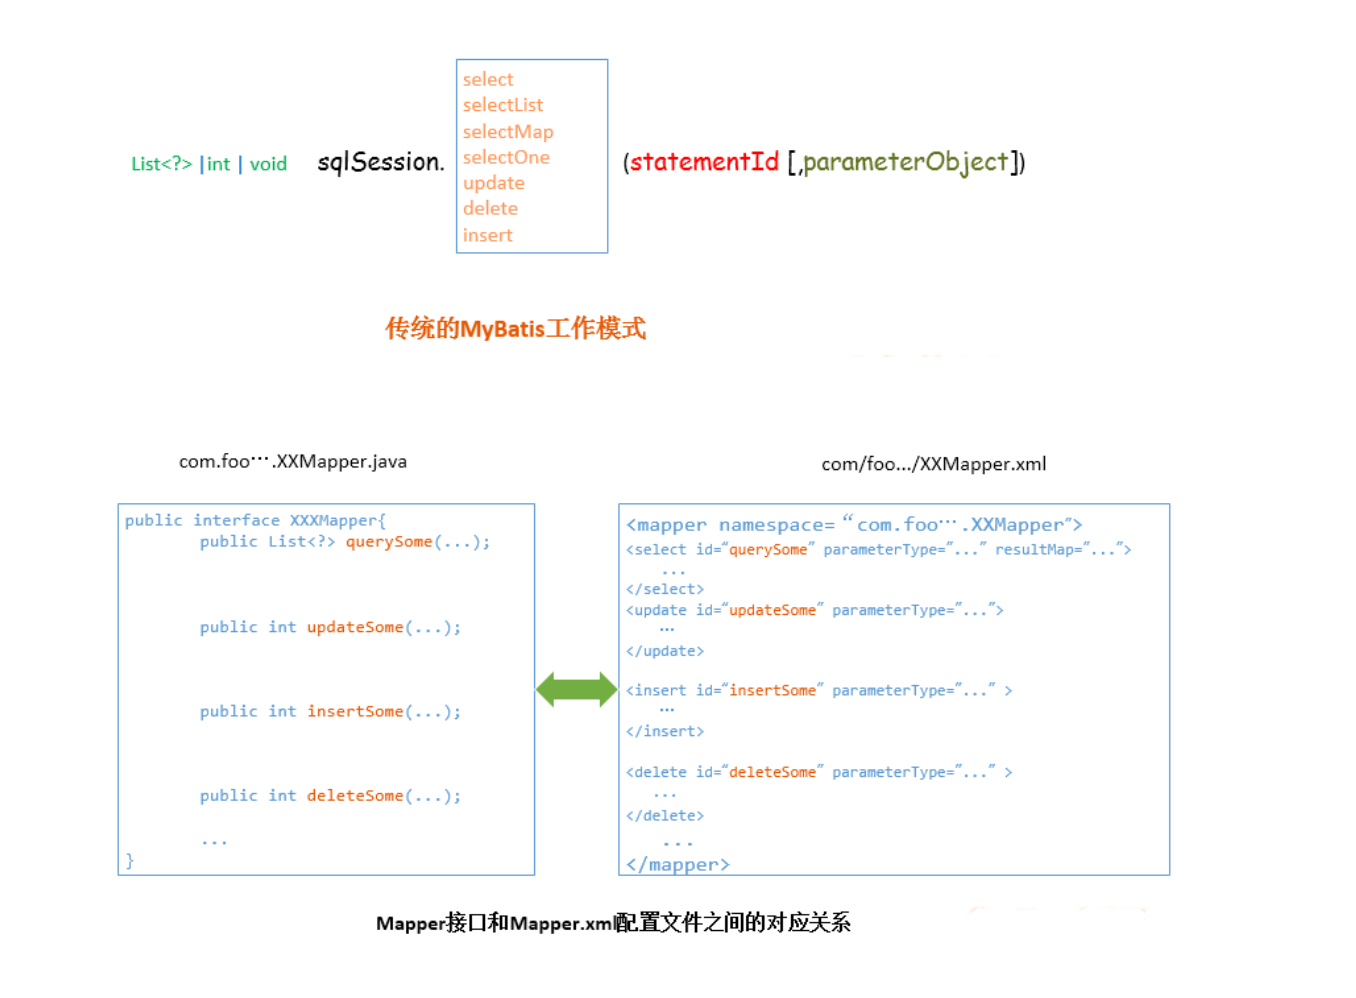 select
selectList
selectMap
List<?> |int | void sqlSession. selectOne (statementId [,parameterObject])
update
delete
insert
传统的MyBatis工作模式
com.foo….XXMapper.java
public interface XXXMapper{
public List<?> querySome(...);
public int updateSome(...);
public int insertSome(...);
public int deleteSome(...);
...
}
com/foo.../XXMapper.xml
<mapper namespace=“com.foo….XXMapper”>
<select id=“querySome” parameterType=”...” resultMap=”...”>
...
</select>
<update id=“updateSome” parameterType=”...”>
…
</update>
<insert id=“insertSome” parameterType=”...” >
…
</insert>
<delete id=“deleteSome” parameterType=”...” >
...
</delete>
...
</mapper>
Mapper接口和Mapper.xml配置文件之间的对应关系